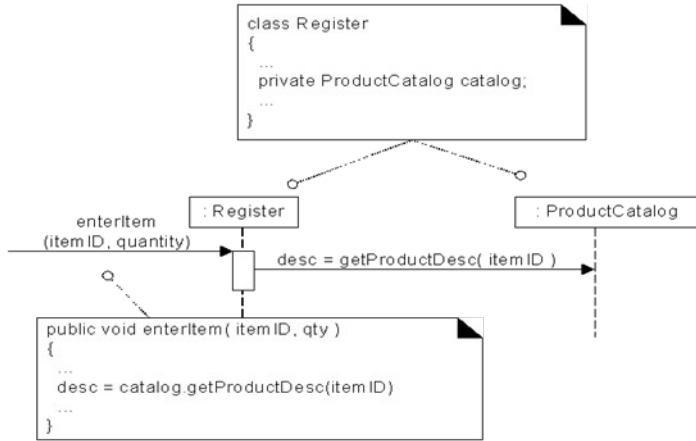 class Register
{
...
private ProductCatalog catalog;
...
}
: Register
: ProductCatalog
enterItem
(itemID, quantity)
desc = getProductDesc( itemID )
public void enterItem( itemID, qty )
{
...
desc = catalog.getProductDesc(itemID)
...
}